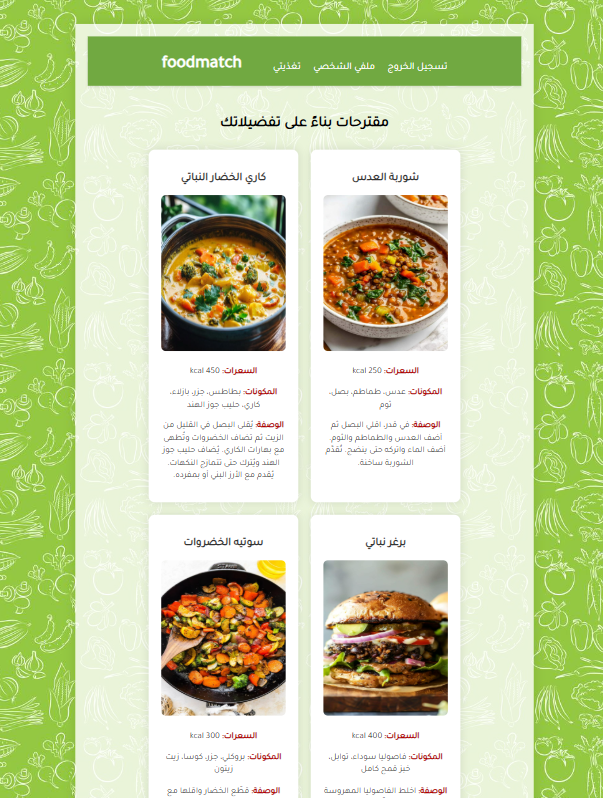 foodmatch
تسجيل الخروج
ملفي الشخصي
تغذيتي
مقترحات بناءً على تفضيلاتك
شوربة العدس
السعرات: 250 kcal
المكونات: عدس، طماطم، بصل،
ثوم
الوصفة: في قدر، اقلي البصل ثم
أضف العدس والطماطم والثوم.
أضف الماء واتركه حتى ينضج. تُقدّم
الشوربة ساخنة.
كاري الخضار النباتي
السعرات: 450 kcal
المكونات: بطاطس، جزر، بازلاء،
كاري، حليب جوز الهند
الوصفة: يُقلى البصل في القليل من
الزيت ثم تضاف الخضروات وتُطهى
مع بهارات الكاري. يُضاف حليب جوز
الهند ويُترك حتى تتمازج النكهات.
يُقدم مع الأرز البني أو بمفرده.
برغر نباتي
السعرات: 400 kcal
المكونات: فاصوليا سوداء، توابل،
خبز قمح كامل
الوصفة: اخلط الفاصوليا المهروسة
سوتيه الخضروات
السعرات: 300 kcal
المكونات: بروكلي، جزر، كوسا، زيت
زيتون
الوصفة: قطّع الخضار واقلها مع